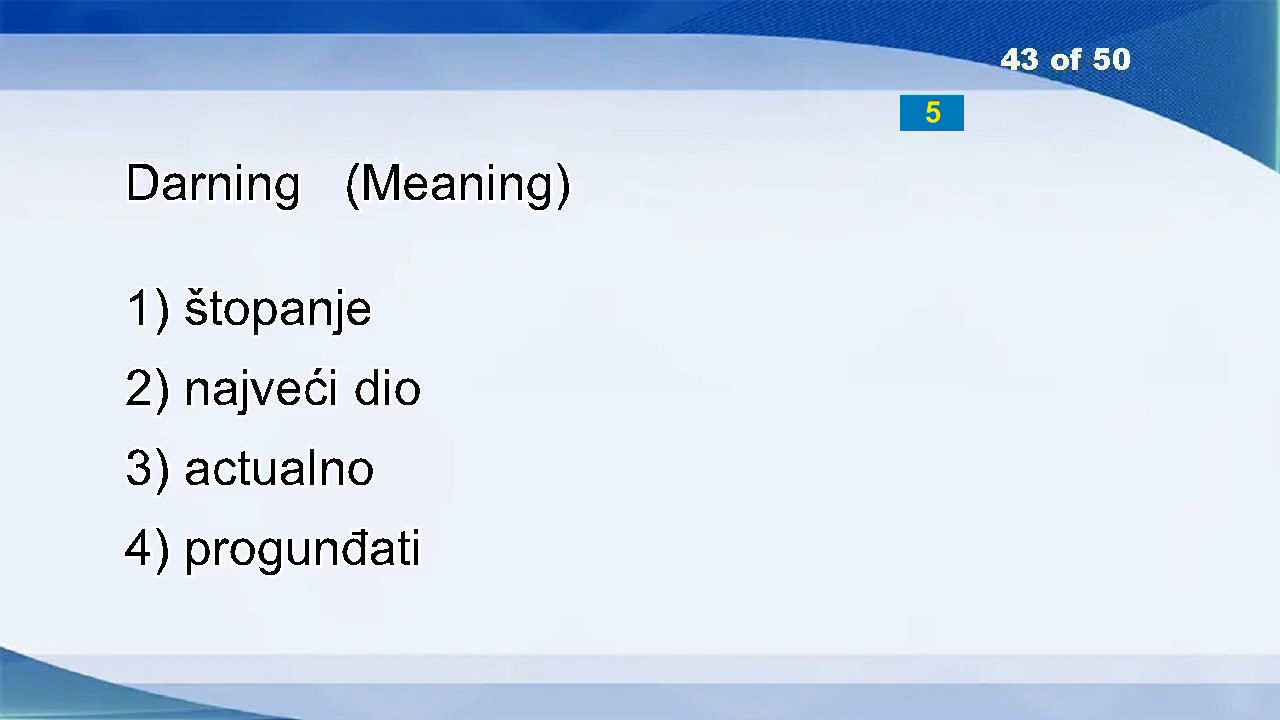 43 of 50
5
Darning (Meaning)
1) štopanje
2) najveći dio
3) actualno
4) progunđati